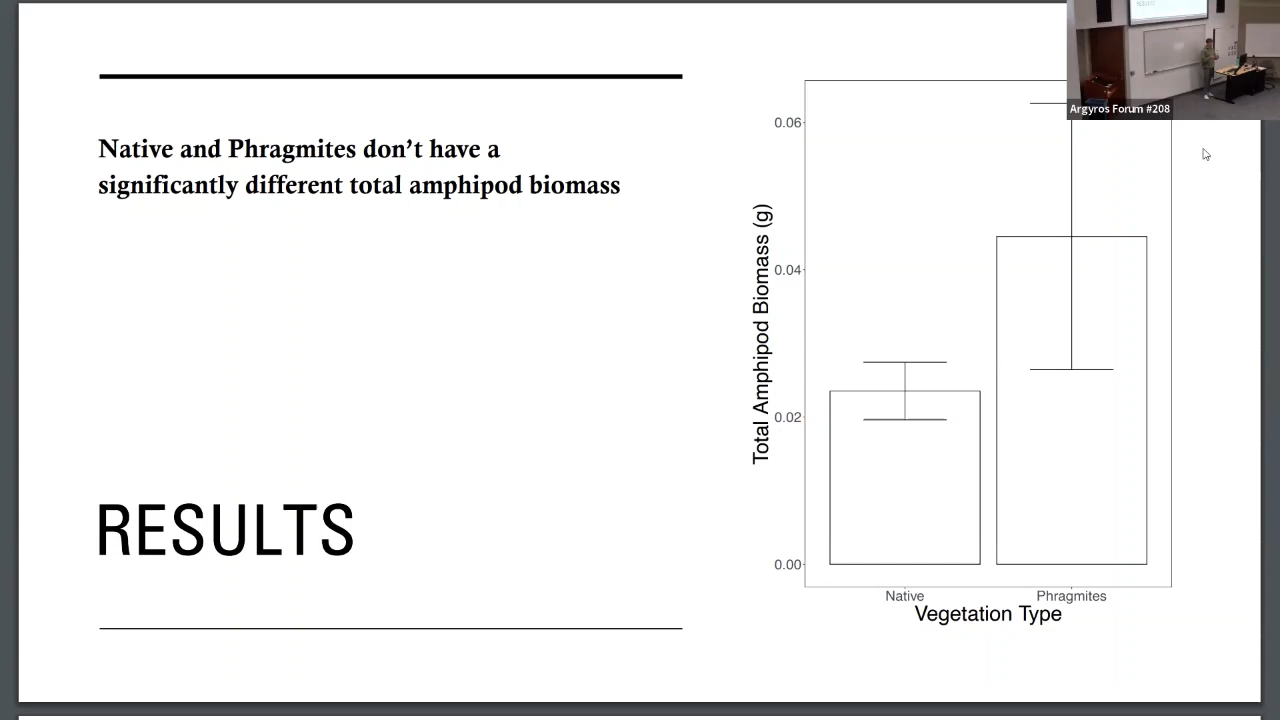 Native and Phragmites don’t have a
significantly different total amphipod biomass
RESULTS
Argyros Forum #208
Total Amphipod Biomass (g)
0.06
0.04
0.02
0.00
Native
Phragmites
Vegetation Type